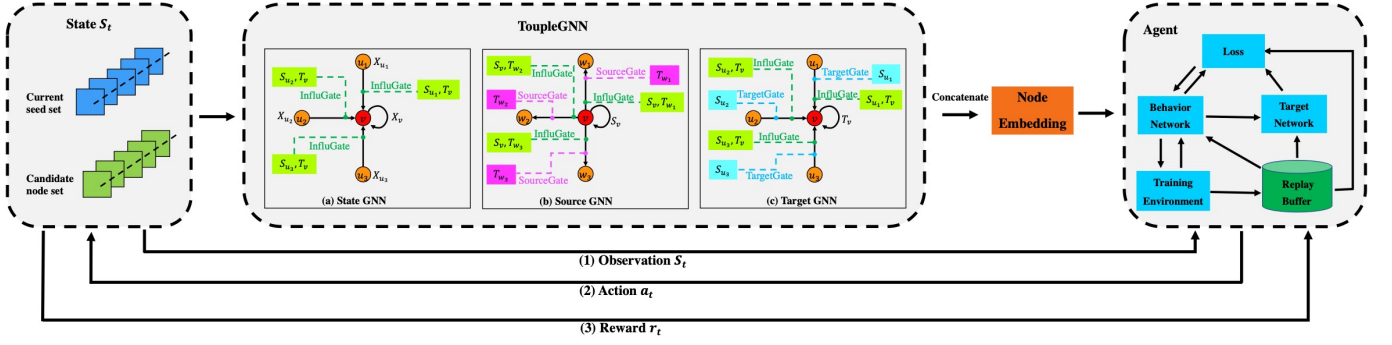 State S_t
Current
seed set
Candidate
node set
ToupleGNN
u_1
X_{u_1}
S_{u_2}, T_v
InfluGate
InfluGate
S_{u_1}, T_v
X_{u_2}
u_2
v
X_v
InfluGate
S_{u_3}, T_v
u_3
X_{u_3}
(a) State GNN
w_1
S_v, T_{w_2}
InfluGate
SourceGate
T_{w_1}
T_{w_2}
SourceGate
InfluGate
S_v, T_{w_1}
w_2
v
S_v
S_v, T_{w_3}
InfluGate
T_{w_3}
SourceGate
w_3
(b) Source GNN
u_1
S_{u_2}, T_v
InfluGate
TargetGate
S_{u_1}
S_{u_2}
TargetGate
InfluGate
S_{u_1}, T_v
u_2
v
T_v
S_{u_3}, T_v
InfluGate
S_{u_3}
TargetGate
u_3
(c) Target GNN
Concatenate
Node
Embedding
Agent
Loss
Behavior
Network
Target
Network
Training
Environment
Replay
Buffer
(1) Observation S_t
(2) Action a_t
(3) Reward r_t